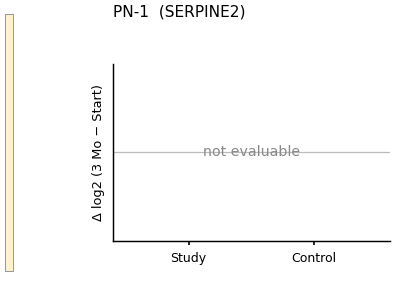 PN-1 (SERPINE2)
Δ log2 (3 Mo − Start)
not evaluable
Study
Control